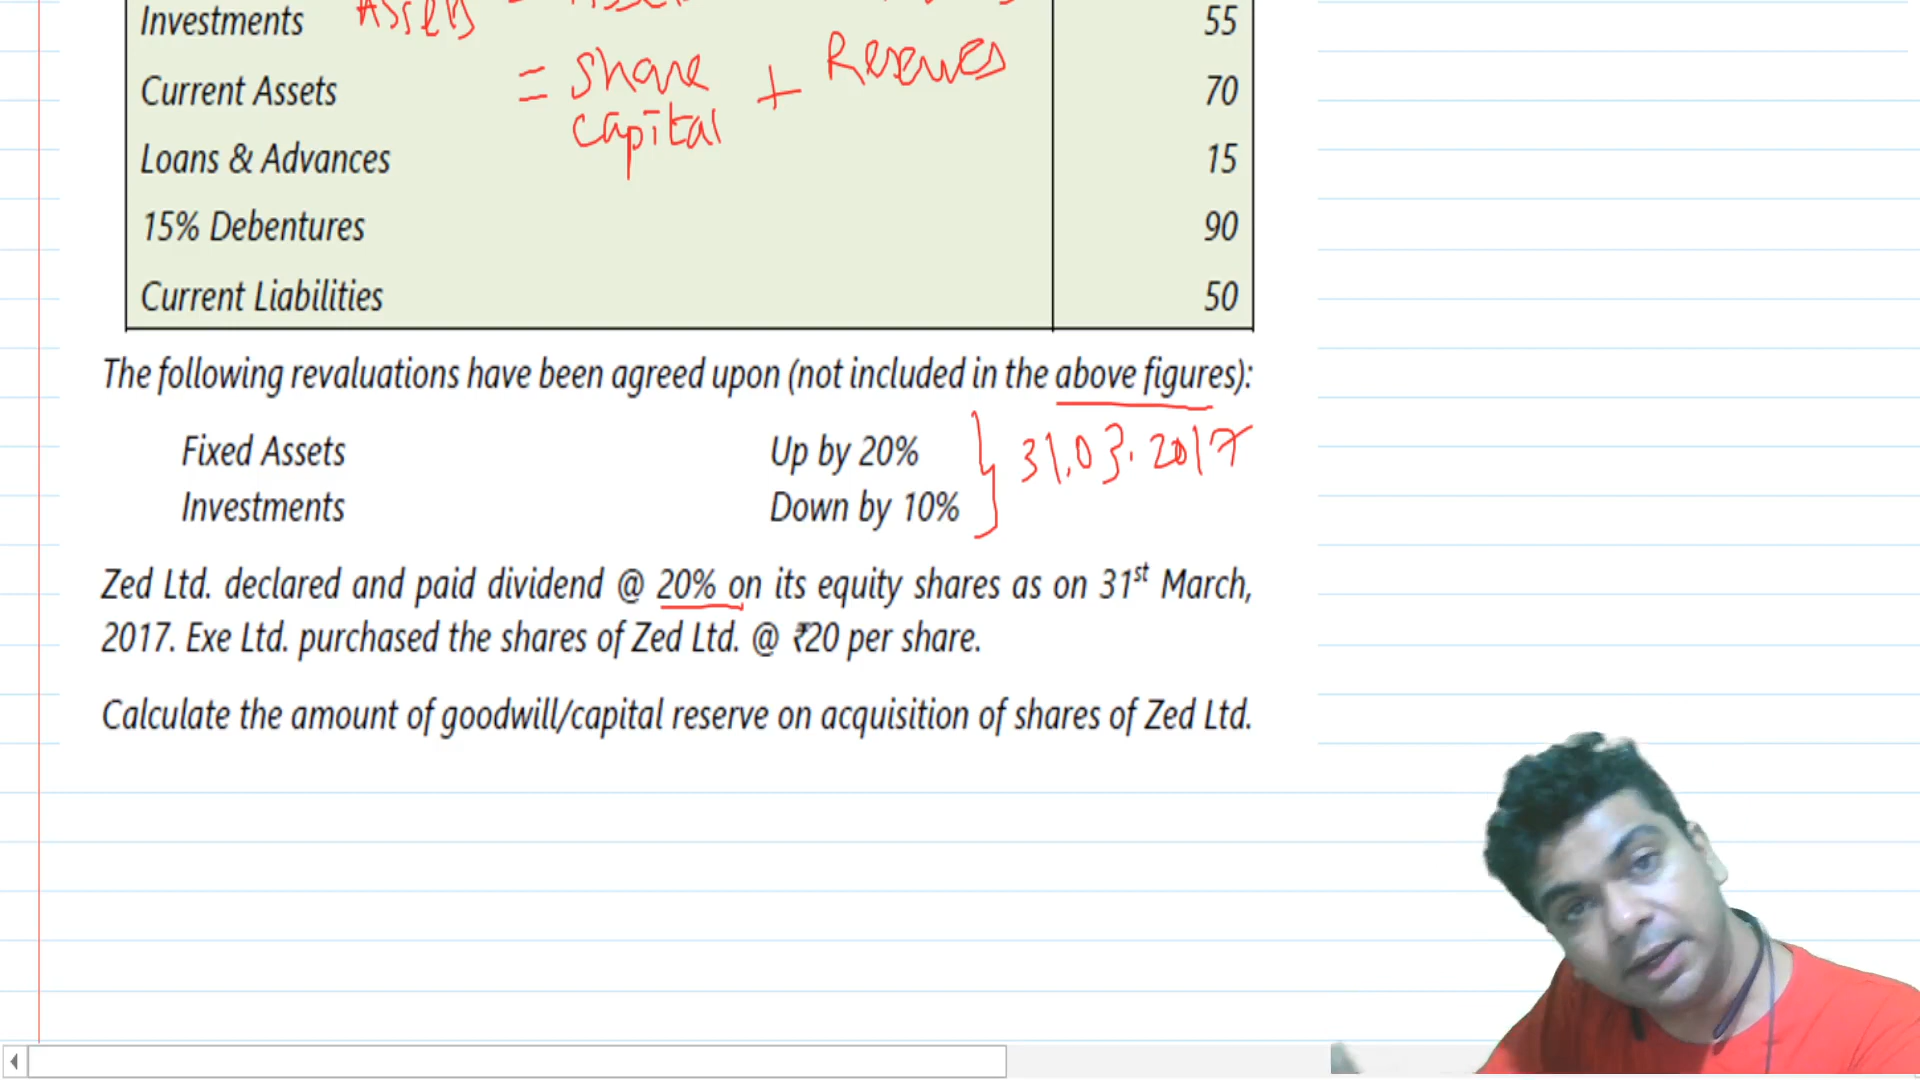 Investments Assets 55
Current Assets = Share capital + Reserves 70
Loans & Advances 15
15% Debentures 90
Current Liabilities 50
The following revaluations have been agreed upon (not included in the above figures):
Fixed Assets Up by 20%
Investments Down by 10% } 31.03.2017
Zed Ltd. declared and paid dividend @ 20% on its equity shares as on 31st March,
2017. Exe Ltd. purchased the shares of Zed Ltd. @ ₹20 per share.
Calculate the amount of goodwill/capital reserve on acquisition of shares of Zed Ltd.